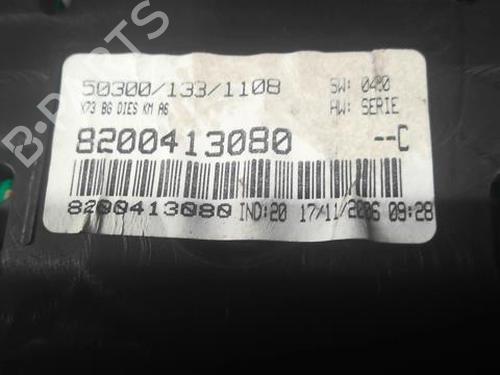 B-PARTS
50300/133/1108 SW: 0480
X73 BG DIES KM A6 HW: SERIE
8200413080 --C
8200413080 IND:20 17/11/2006 09:28